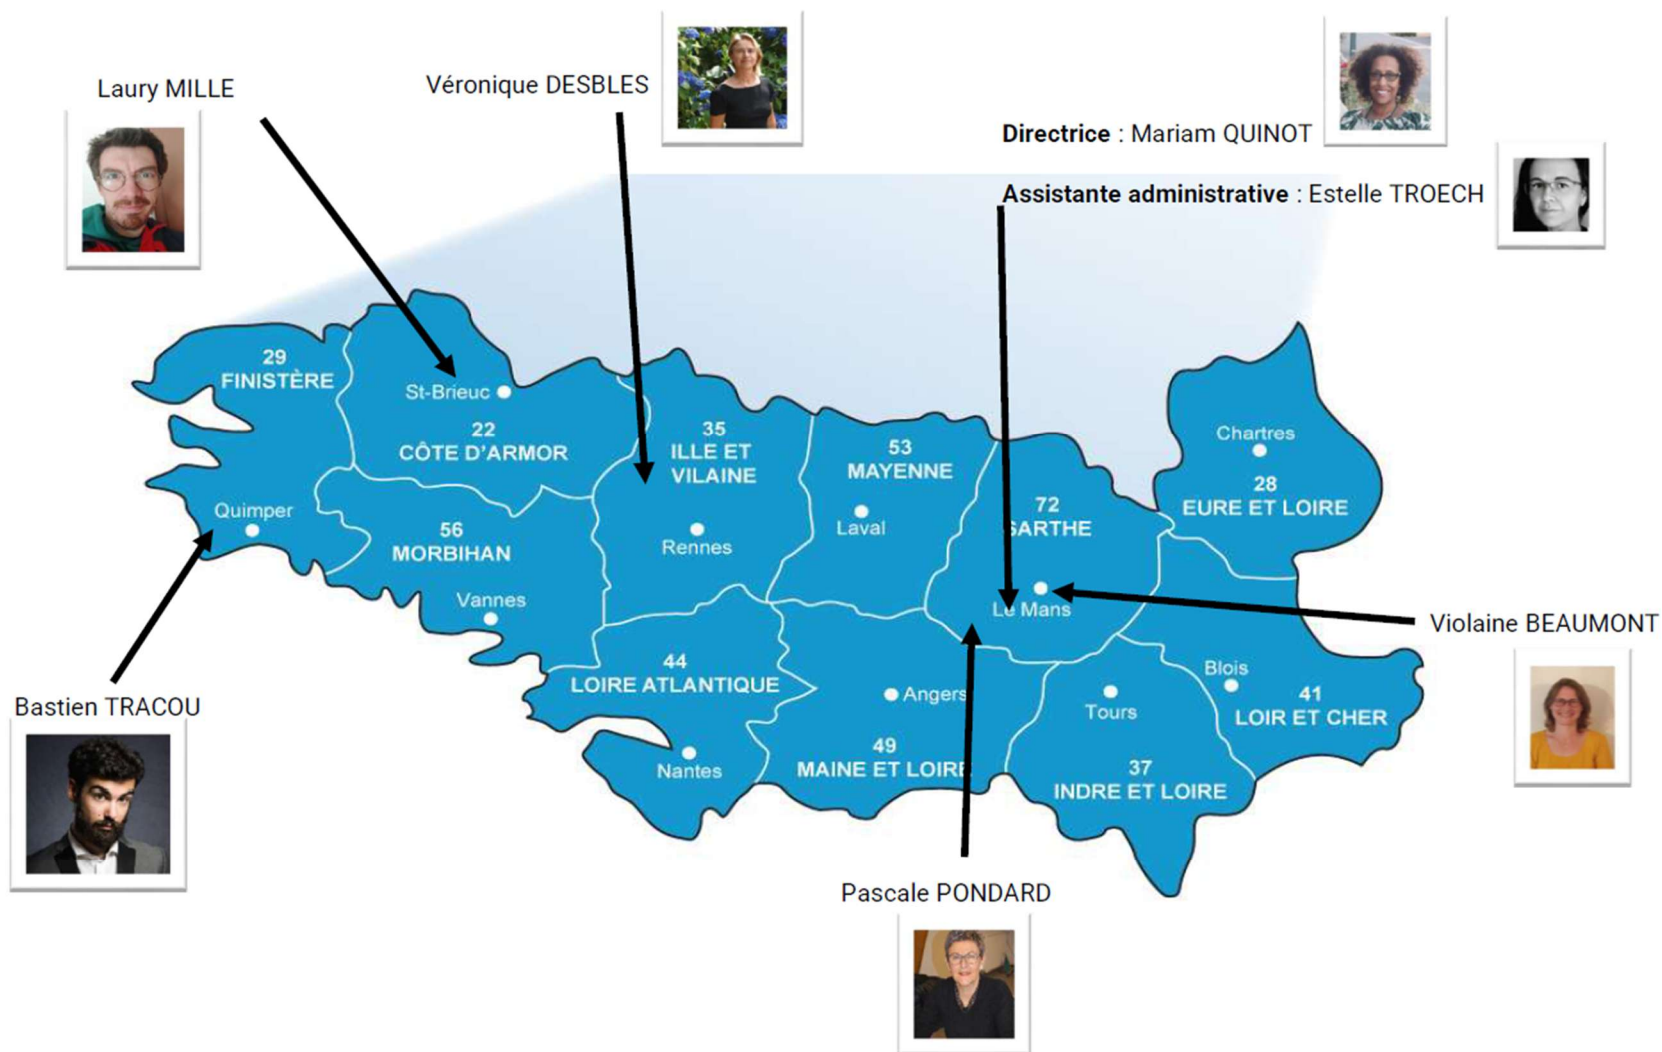 Laury MILLE
Véronique DESBLES
Directrice : Mariam QUINOT
Assistante administrative : Estelle TROECH
29
FINISTÈRE
St-Brieuc
22
CÔTE D'ARMOR
35
ILLE ET
VILAINE
53
MAYENNE
Chartres
28
EURE ET LOIRE
Quimper
56
MORBIHAN
Rennes
Laval
72
SARTHE
Vannes
Le Mans
Violaine BEAUMONT
44
LOIRE ATLANTIQUE
Angers
Tours
Blois
41
LOIR ET CHER
Bastien TRACOU
Nantes
49
MAINE ET LOIRE
37
INDRE ET LOIRE
Pascale PONDARD